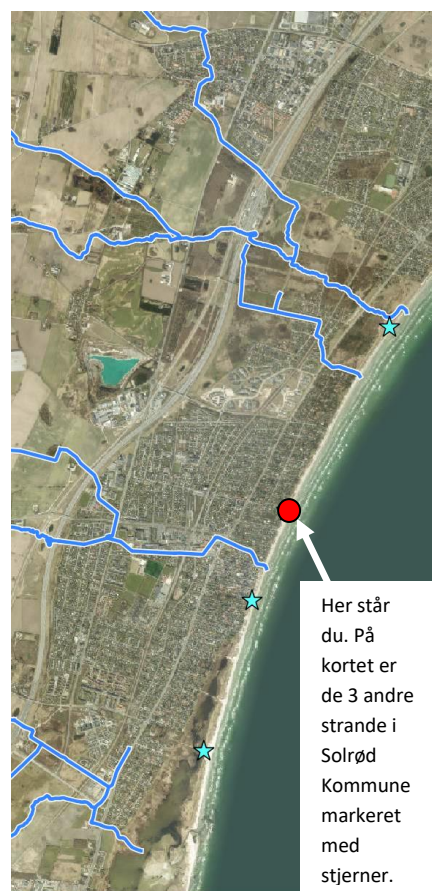 Her står
du. På
kortet er
de 3 andre
strande i
Solrød
Kommune
markeret
med
stjerner.